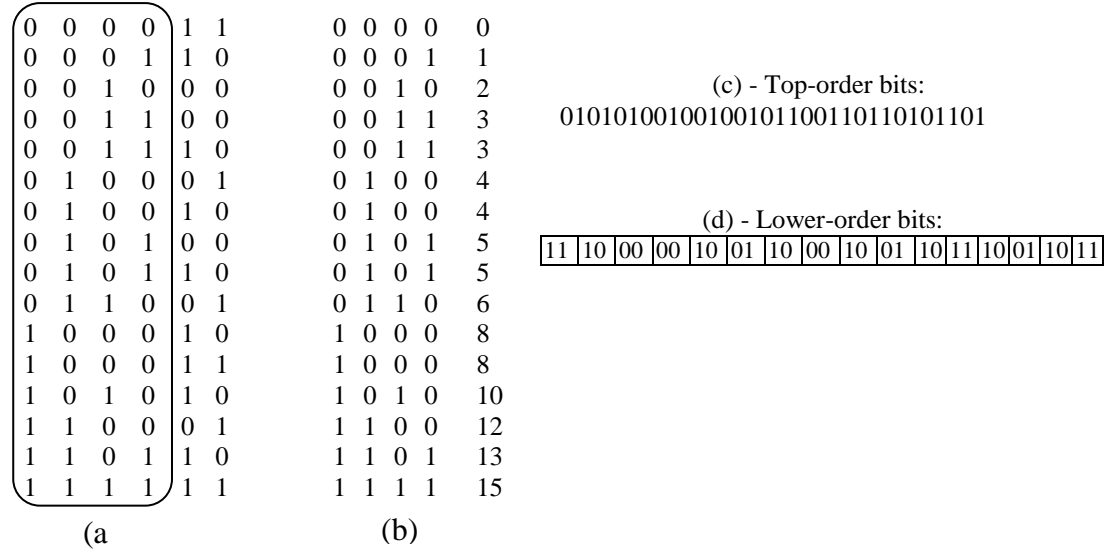 0 0 0 0 1 1
0 0 0 1 1 0
0 0 1 0 0 0
0 0 1 1 0 0
0 0 1 1 1 0
0 1 0 0 0 1
0 1 0 0 1 0
0 1 0 1 0 0
0 1 0 1 1 0
0 1 1 0 0 1
1 0 0 0 1 0
1 0 0 0 1 1
1 0 1 0 1 0
1 1 0 0 0 1
1 1 0 1 1 0
1 1 1 1 1 1
(a
0 0 0 0 0
0 0 0 1 1
0 0 1 0 2
0 0 1 1 3
0 0 1 1 3
0 1 0 0 4
0 1 0 0 4
0 1 0 1 5
0 1 0 1 5
0 1 1 0 6
1 0 0 0 8
1 0 0 0 8
1 0 1 0 10
1 1 0 0 12
1 1 0 1 13
1 1 1 1 15
(b)
(c) - Top-order bits:
01010100100100101100110110101101
(d) - Lower-order bits:
11 10 00 00 10 01 10 00 10 01 10 11 10 01 10 11